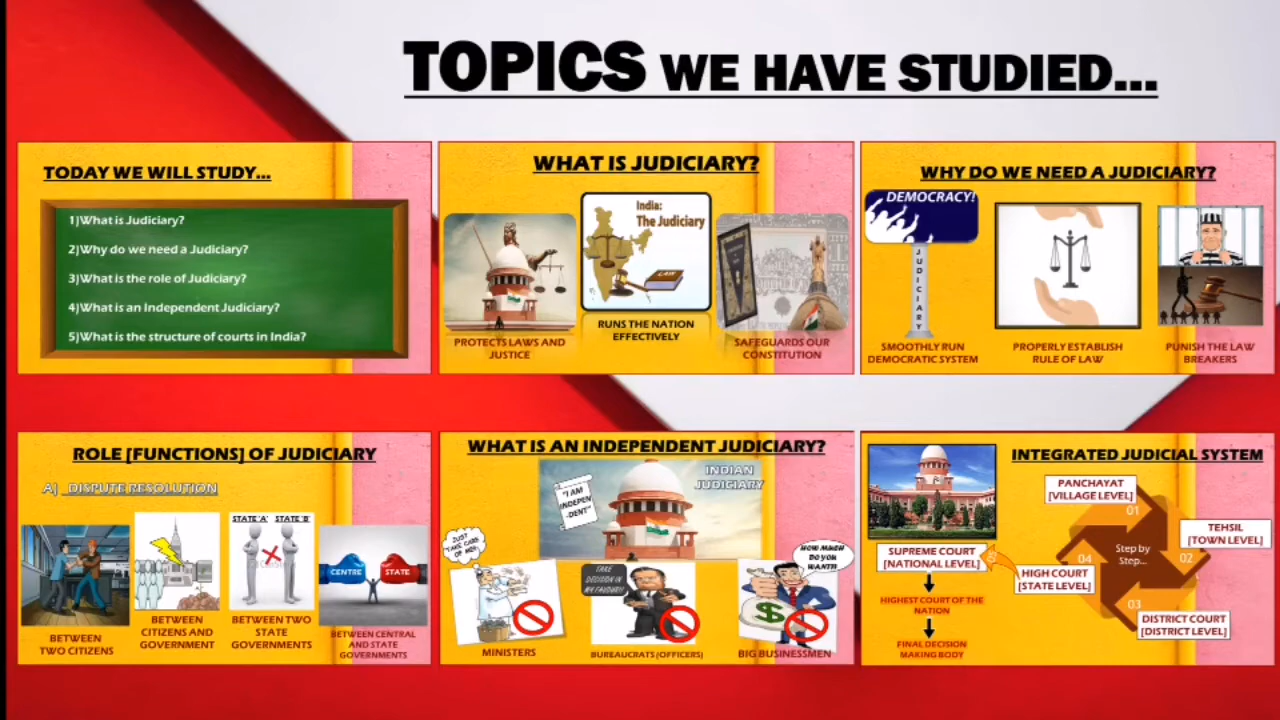 TOPICS WE HAVE STUDIED...
TODAY WE WILL STUDY...
1)What is Judiciary?
2)Why do we need a Judiciary?
3)What is the role of Judiciary?
4)What is an Independent Judiciary?
5)What is the structure of courts in India?
WHAT IS JUDICIARY?
India:
The Judiciary
LAW
PROTECTS LAWS AND
JUSTICE
RUNS THE NATION
EFFECTIVELY
SAFEGUARDS OUR
CONSTITUTION
WHY DO WE NEED A JUDICIARY?
DEMOCRACY!
JUDICIARY
SMOOTHLY RUN
DEMOCRATIC SYSTEM
PROPERLY ESTABLISH
RULE OF LAW
PUNISH THE LAW
BREAKERS
ROLE [FUNCTIONS] OF JUDICIARY
A) DISPUTE RESOLUTION
STATE 'A' STATE 'B'
CENTRE
STATE
BETWEEN
TWO CITIZENS
BETWEEN
CITIZENS AND
GOVERNMENT
BETWEEN TWO
STATE
GOVERNMENTS
BETWEEN CENTRAL
AND STATE
GOVERNMENTS
WHAT IS AN INDEPENDENT JUDICIARY?
INDIAN
JUDICIARY
"I AM
INDEPEN
-DENT"
JUST
TAKE CARE
OF ME!!
TAKE
DECISION IN
MY FAVOUR!!
HOW MUCH
DO YOU
WANT?
$
MINISTERS
BUREAUCRATS (OFFICERS)
BIG BUSINESSMEN
INTEGRATED JUDICIAL SYSTEM
PANCHAYAT
[VILLAGE LEVEL]
01
TEHSIL
[TOWN LEVEL]
02
Step by
Step...
03
DISTRICT COURT
[DISTRICT LEVEL]
04
HIGH COURT
[STATE LEVEL]
05
SUPREME COURT
[NATIONAL LEVEL]
HIGHEST COURT OF THE
NATION
FINAL DECISION
MAKING BODY